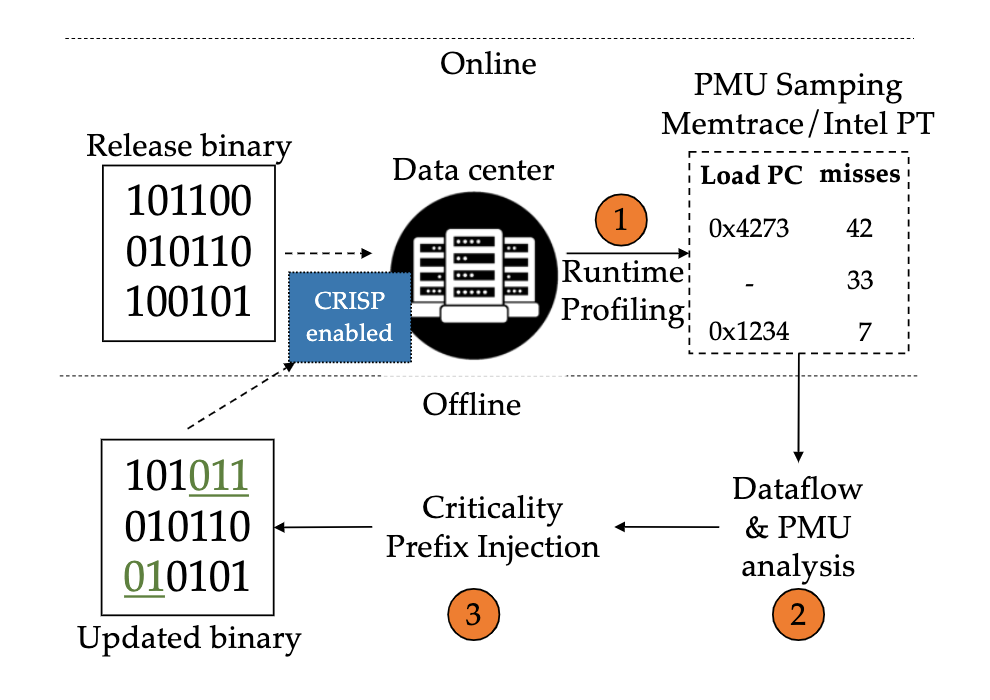 Online
PMU Samping
Memtrace/Intel PT
Release binary
101100
010110
100101
Data center
CRISP
enabled
1
Runtime
Profiling
Load PC misses
0x4273 42
- 33
0x1234 7
Offline
Dataflow
& PMU
analysis
2
Criticality
Prefix Injection
3
101011
010110
010101
Updated binary